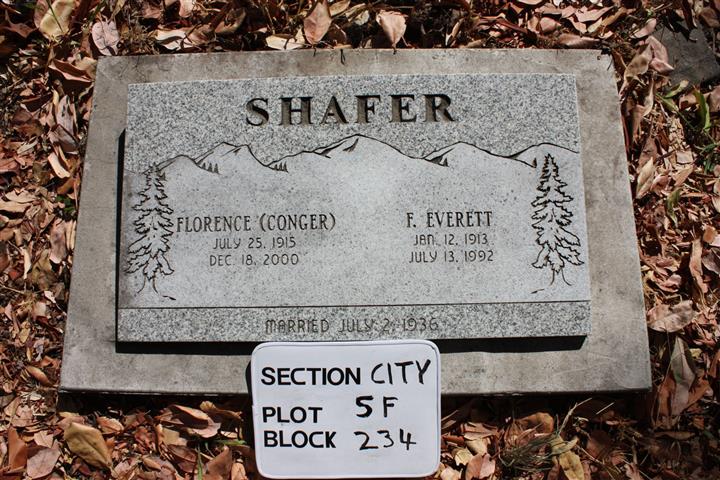 SHAFER
FLORENCE (CONGER)
JULY 25, 1915
DEC. 18, 2000
F. EVERETT
JAN. 12, 1913
JULY 13, 1992
MARRIED JULY 2, 1936
SECTION CITY
PLOT 5F
BLOCK 234